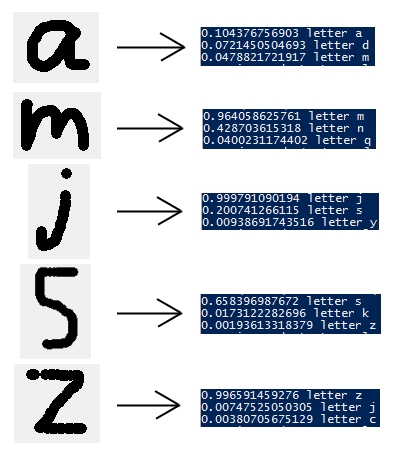 a
0.104376756903 letter a
0.0721450504693 letter d
0.0478821721917 letter m
m
0.964058625761 letter m
0.428703615318 letter n
0.0400231174402 letter q
j
0.999791090194 letter j
0.200741266115 letter s
0.00938691743516 letter y
s
0.658396987672 letter s
0.0173122282696 letter k
0.00193613318379 letter z
z
0.996591459276 letter z
0.00747525050305 letter j
0.00380705675129 letter c